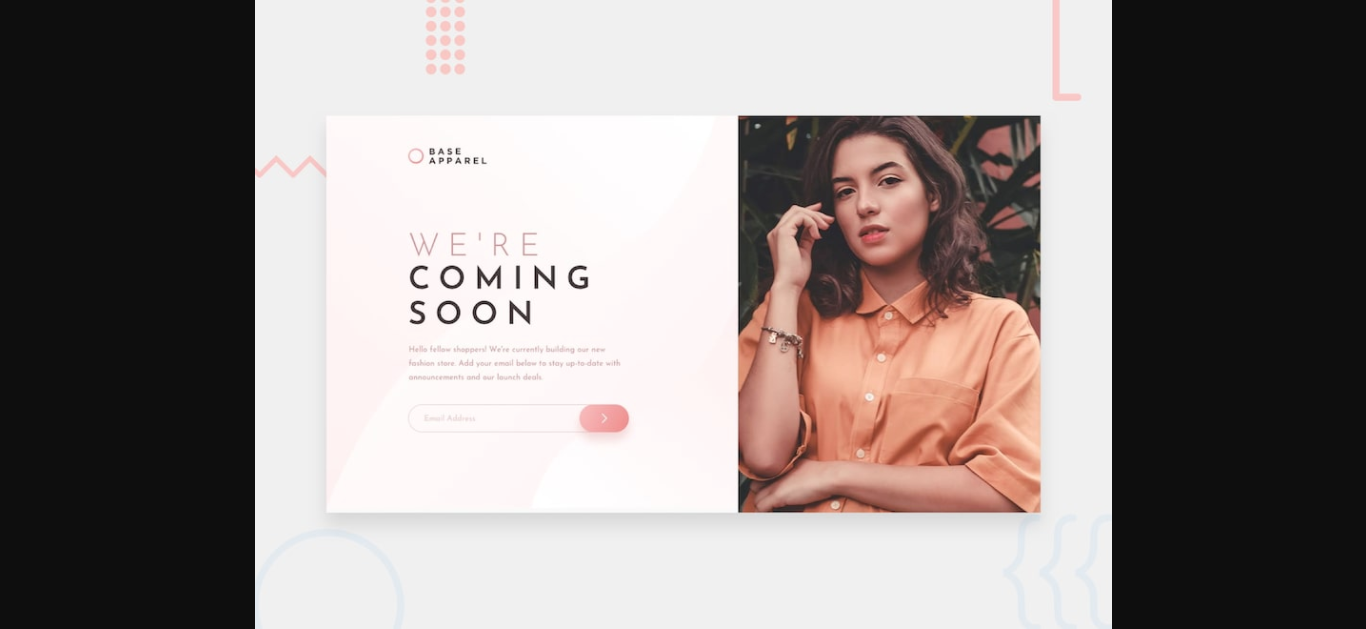 BASE
APPAREL
WE'RE
COMING
SOON
Hello fellow shoppers! We're currently building our new
fashion store. Add your email below to stay up-to-date with
announcements and our launch deals.
Email Address